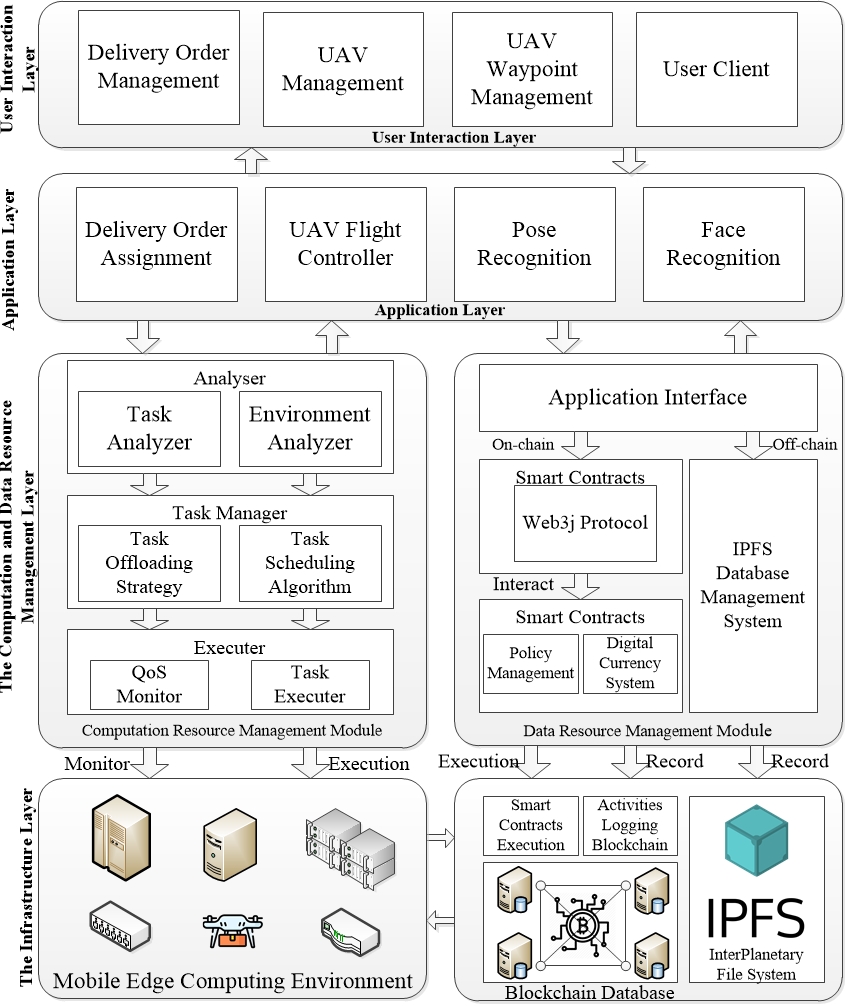 User Interaction
Layer
Delivery Order
Management
UAV
Management
UAV
Waypoint
Management
User Client
User Interaction Layer
Application Layer
Delivery Order
Assignment
UAV Flight
Controller
Pose
Recognition
Face
Recognition
Application Layer
The Computation and Data Resource
Management Layer
Analyser
Task
Analyzer
Environment
Analyzer
Task Manager
Task
Offloading
Strategy
Task
Scheduling
Algorithm
Executer
QoS
Monitor
Task
Executer
Computation Resource Management Module
Application Interface
On-chain
Off-chain
Smart Contracts
Web3j Protocol
Interact
Smart Contracts
Policy
Management
Digital
Currency
System
IPFS
Database
Management
System
Data Resource Management Module
Monitor
Execution
Execution
Record
Record
The Infrastructure Layer
Mobile Edge Computing Environment
Smart
Contracts
Execution
Activities
Logging
Blockchain
Blockchain Database
IPFS
InterPlanetary
File System